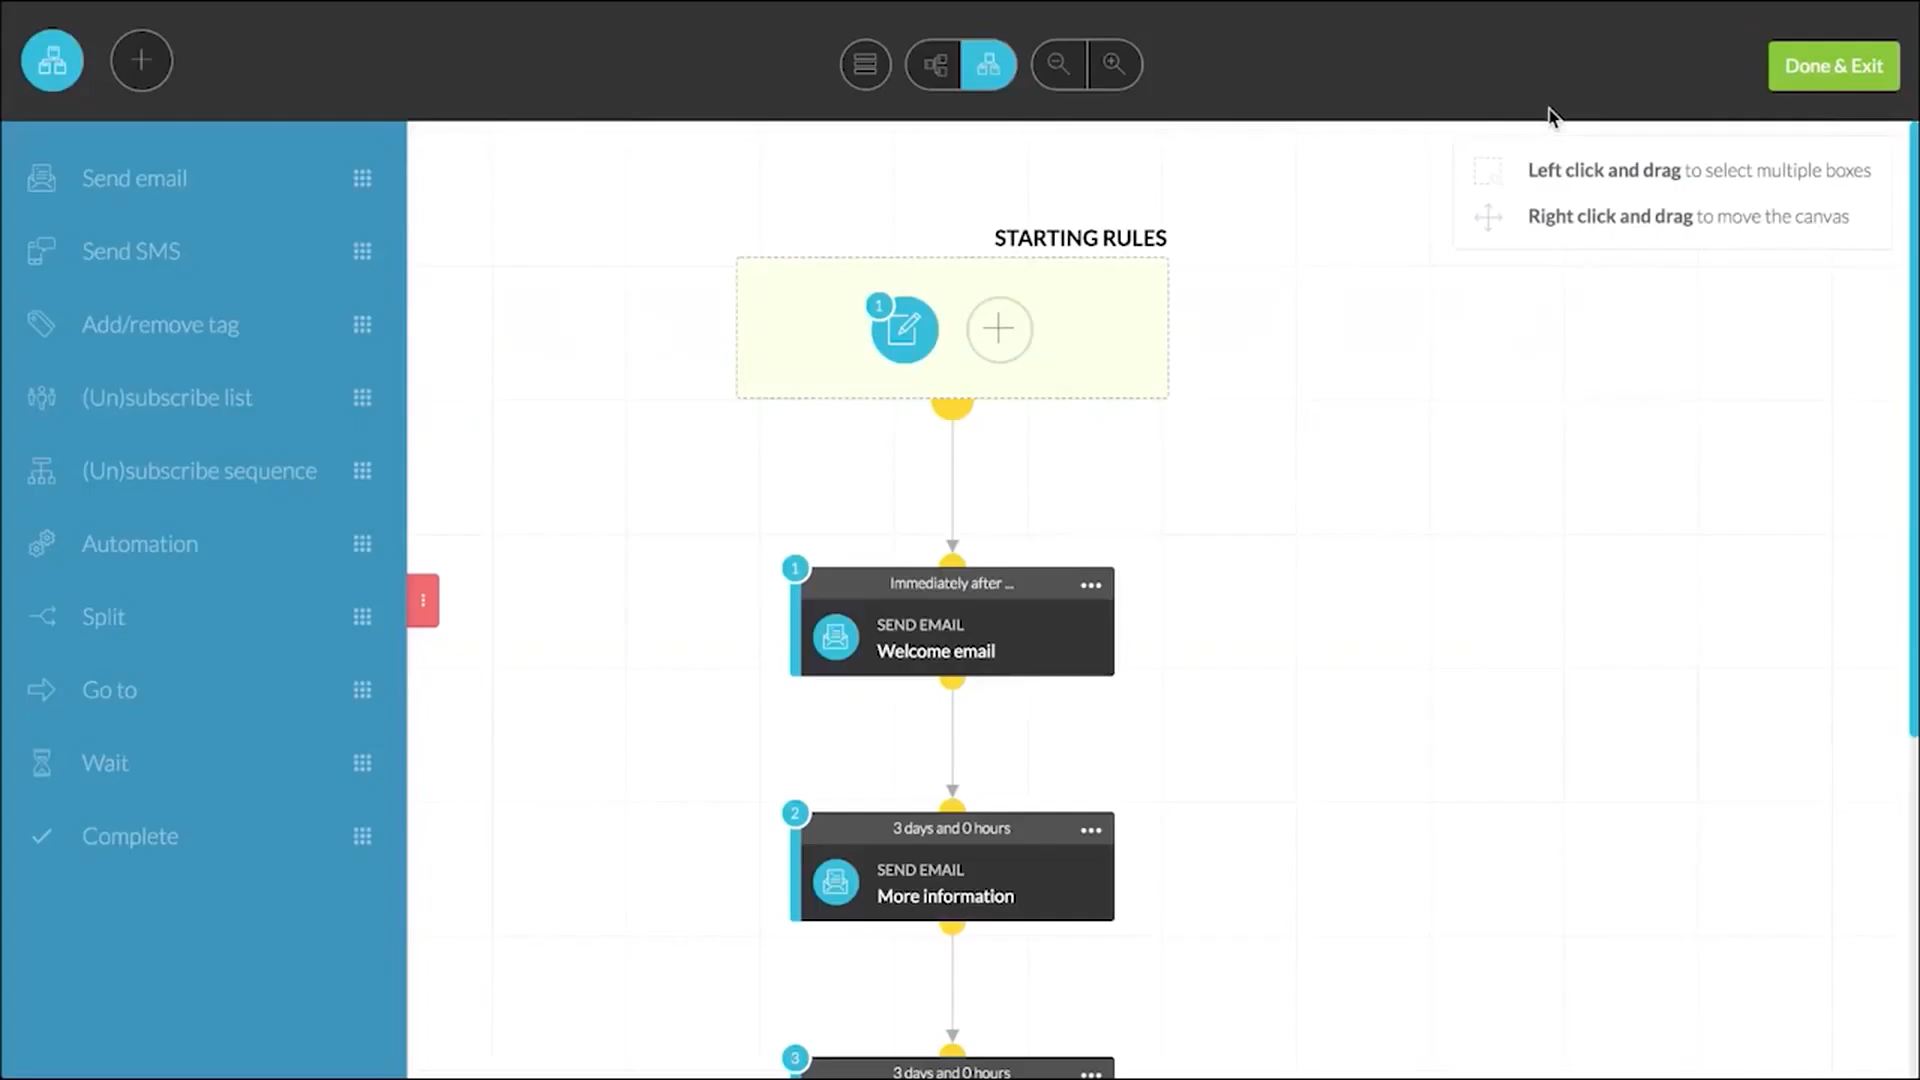 Done & Exit
Send email
Send SMS
Add/remove tag
(Un)subscribe list
(Un)subscribe sequence
Automation
Split
Go to
Wait
Complete
Left click and drag to select multiple boxes
Right click and drag to move the canvas
STARTING RULES
1
1
Immediately after ...
SEND EMAIL
Welcome email
2
3 days and 0 hours
SEND EMAIL
More information
3
3 days and 0 hours